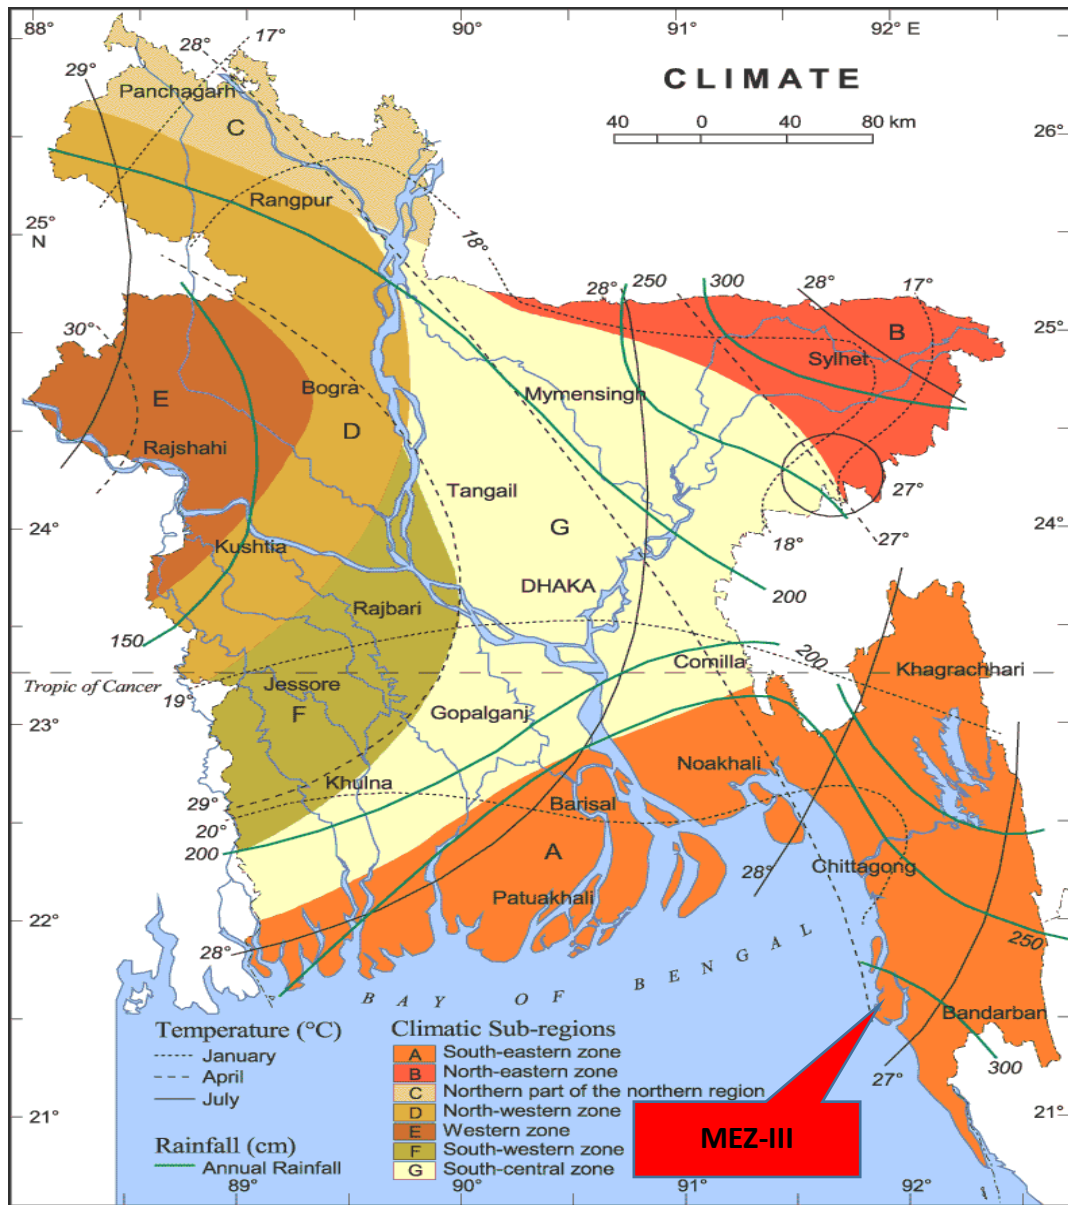 88° 90° 91° 92° E
CLIMATE
40 0 40 80 km
28° 17°
29°
Panchagarh
C
26° 26°
Rangpur
25°
N
18°
28° 250 300 28° 17°
B
25°
Sylhet
30°
Bogra Mymensingh
E
D
Rajshahi
Tangail
27°
24° G 24°
18° 27°
Kushtia
DHAKA
200
Rajbari
150
Comilla 200
Khagrachhari
Tropic of Cancer
19°
Jessore
F
23° Gopalganj 23°
Noakhali
Khulna
29°
Barisal
20°
200 A
28° Chittagong
Patuakhali
22° 22°
250
28°
BAY OF BENGAL
Bandarban
Temperature (°C)
January
April
July
Rainfall (cm)
Annual Rainfall
Climatic Sub-regions
A South-eastern zone
B North-eastern zone
C Northern part of the northern region
D North-western zone
E Western zone
F South-western zone
G South-central zone
27° 300
MEZ-III
21° 21°
89° 90° 91° 92°